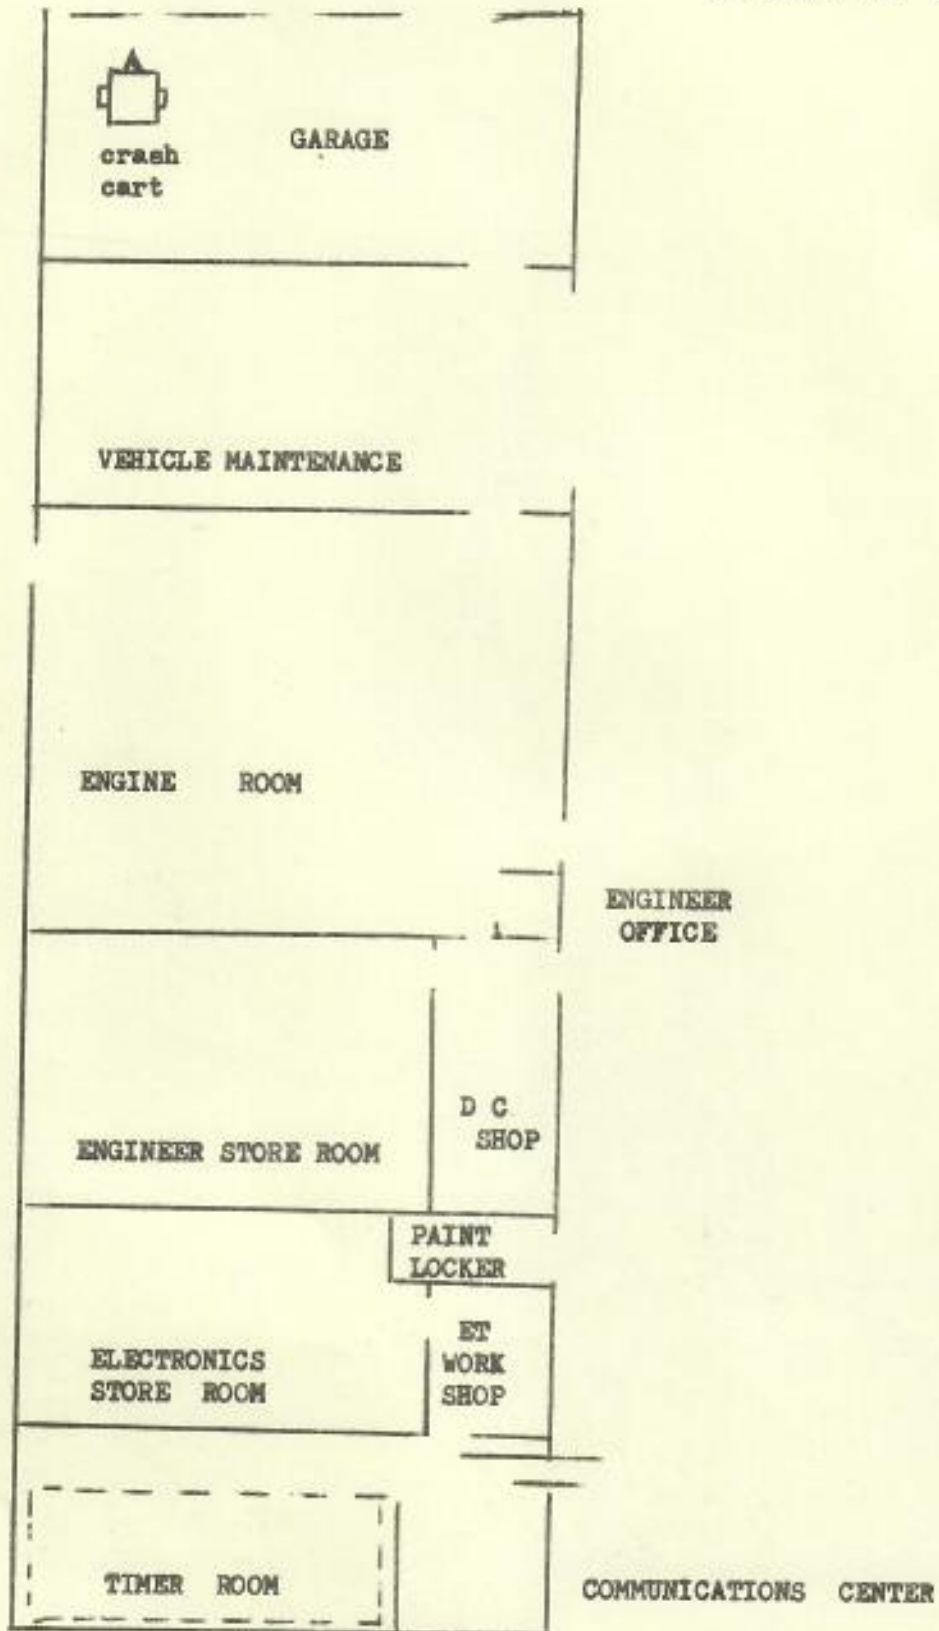 crash
cart
GARAGE
VEHICLE MAINTENANCE
ENGINE ROOM
ENGINEER
OFFICE
D C
SHOP
ENGINEER STORE ROOM
PAINT
LOCKER
ET
WORK
SHOP
ELECTRONICS
STORE ROOM
TIMER ROOM
COMMUNICATIONS CENTER